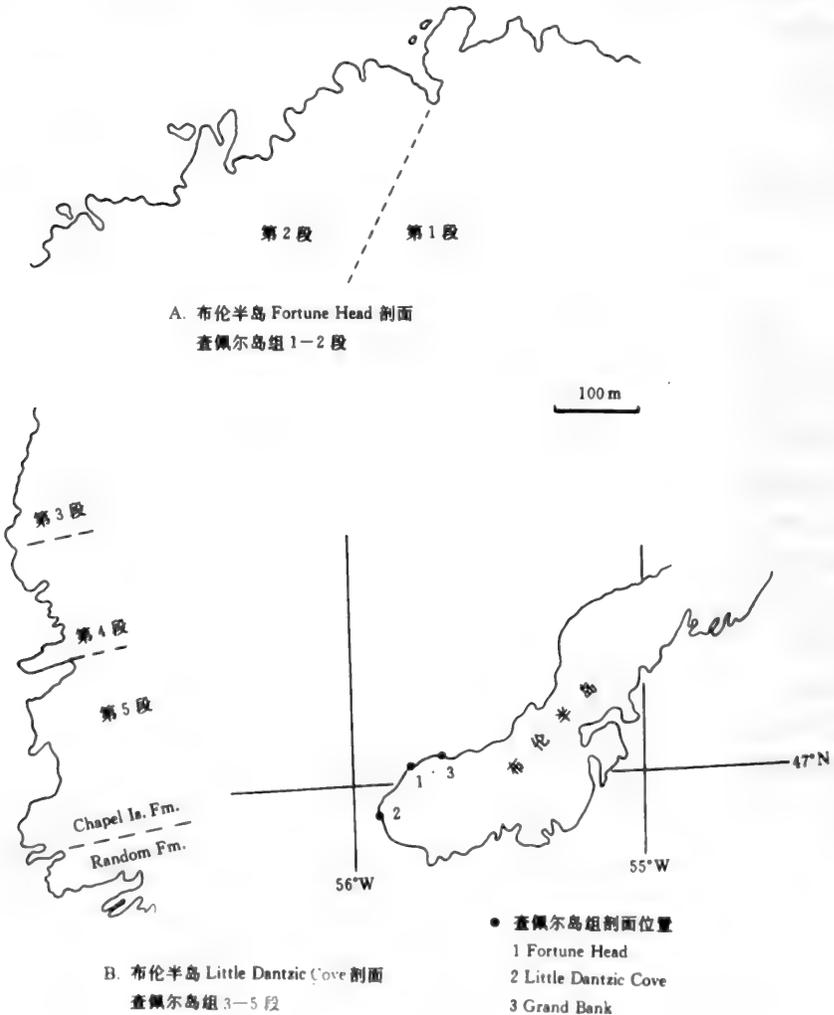 第2段
第1段
A. 布伦半岛 Fortune Head 剖面
查佩尔岛组1—2段
100 m
第3段
第4段
第5段
Chapel Is. Fm.
Random Fm.
布伦半岛
1
3
2
47°N
56°W
55°W
B. 布伦半岛 Little Dantzic Cove 剖面
查佩尔岛组 3—5 段
● 查佩尔岛组剖面位置
1 Fortune Head
2 Little Dantzic Cove
3 Grand Bank